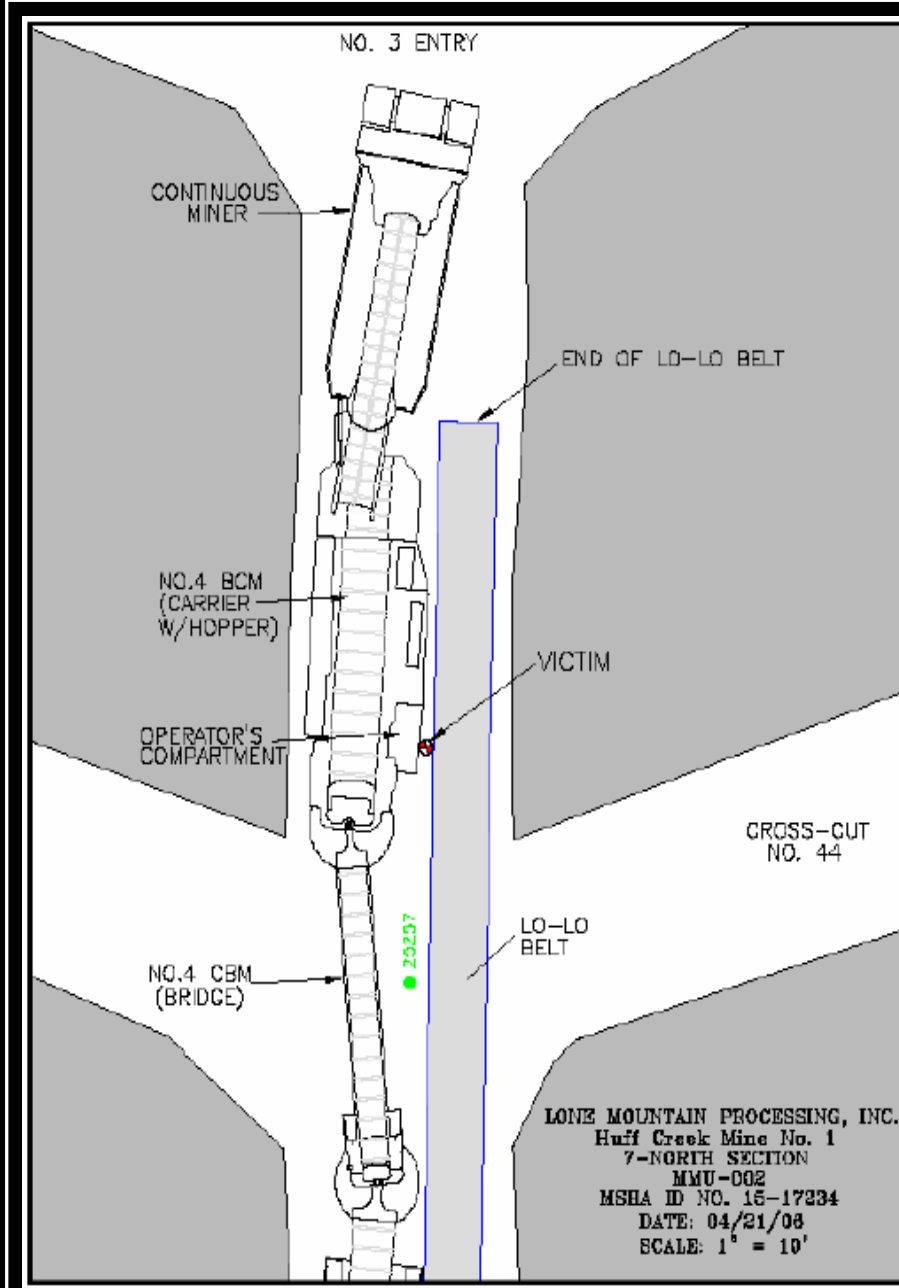 NO. 3 ENTRY
CONTINUOUS
MINER
END OF LO-LO BELT
NO.4 BCM
(CARRIER
W/HOPPER)
VICTIM
OPERATOR'S
COMPARTMENT
CROSS-CUT
NO. 44
26257
LO-LO
BELT
NO.4 CBM
(BRIDGE)
LONE MOUNTAIN PROCESSING, INC.
Huff Creek Mine No. 1
7-NORTH SECTION
MMU-002
MSHA ID NO. 15-17234
DATE: 04/21/06
SCALE: 1" = 10'